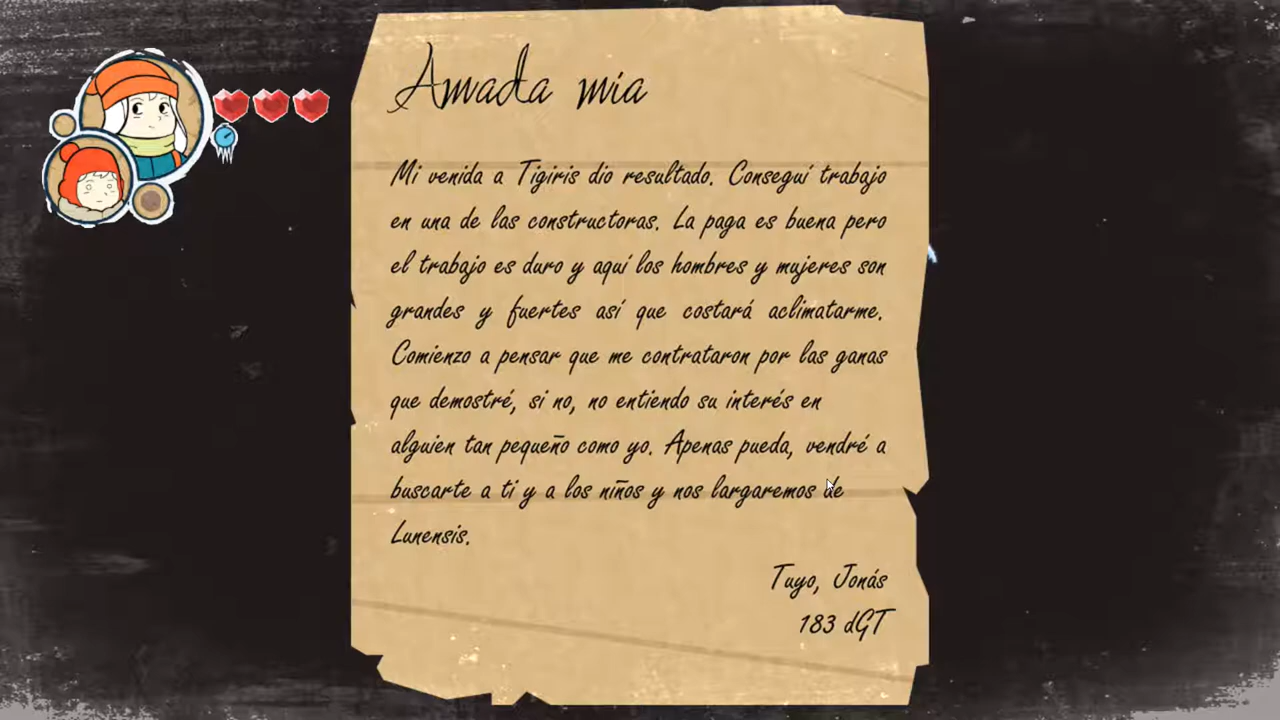 Amada mia
Mi venida a Tigiris dio resultado. Conseguí trabajo
en una de las constructoras. La paga es buena pero
el trabajo es duro y aquí los hombres y mujeres son
grandes y fuertes así que costará aclimatarme.
Comienzo a pensar que me contrataron por las ganas
que demostré, si no, no entiendo su interés en
alguien tan pequeño como yo. Apenas pueda, vendré a
buscarte a ti y a los niños y nos largaremos de
Lunensis.
Tuyo, Jonás
183 dGT